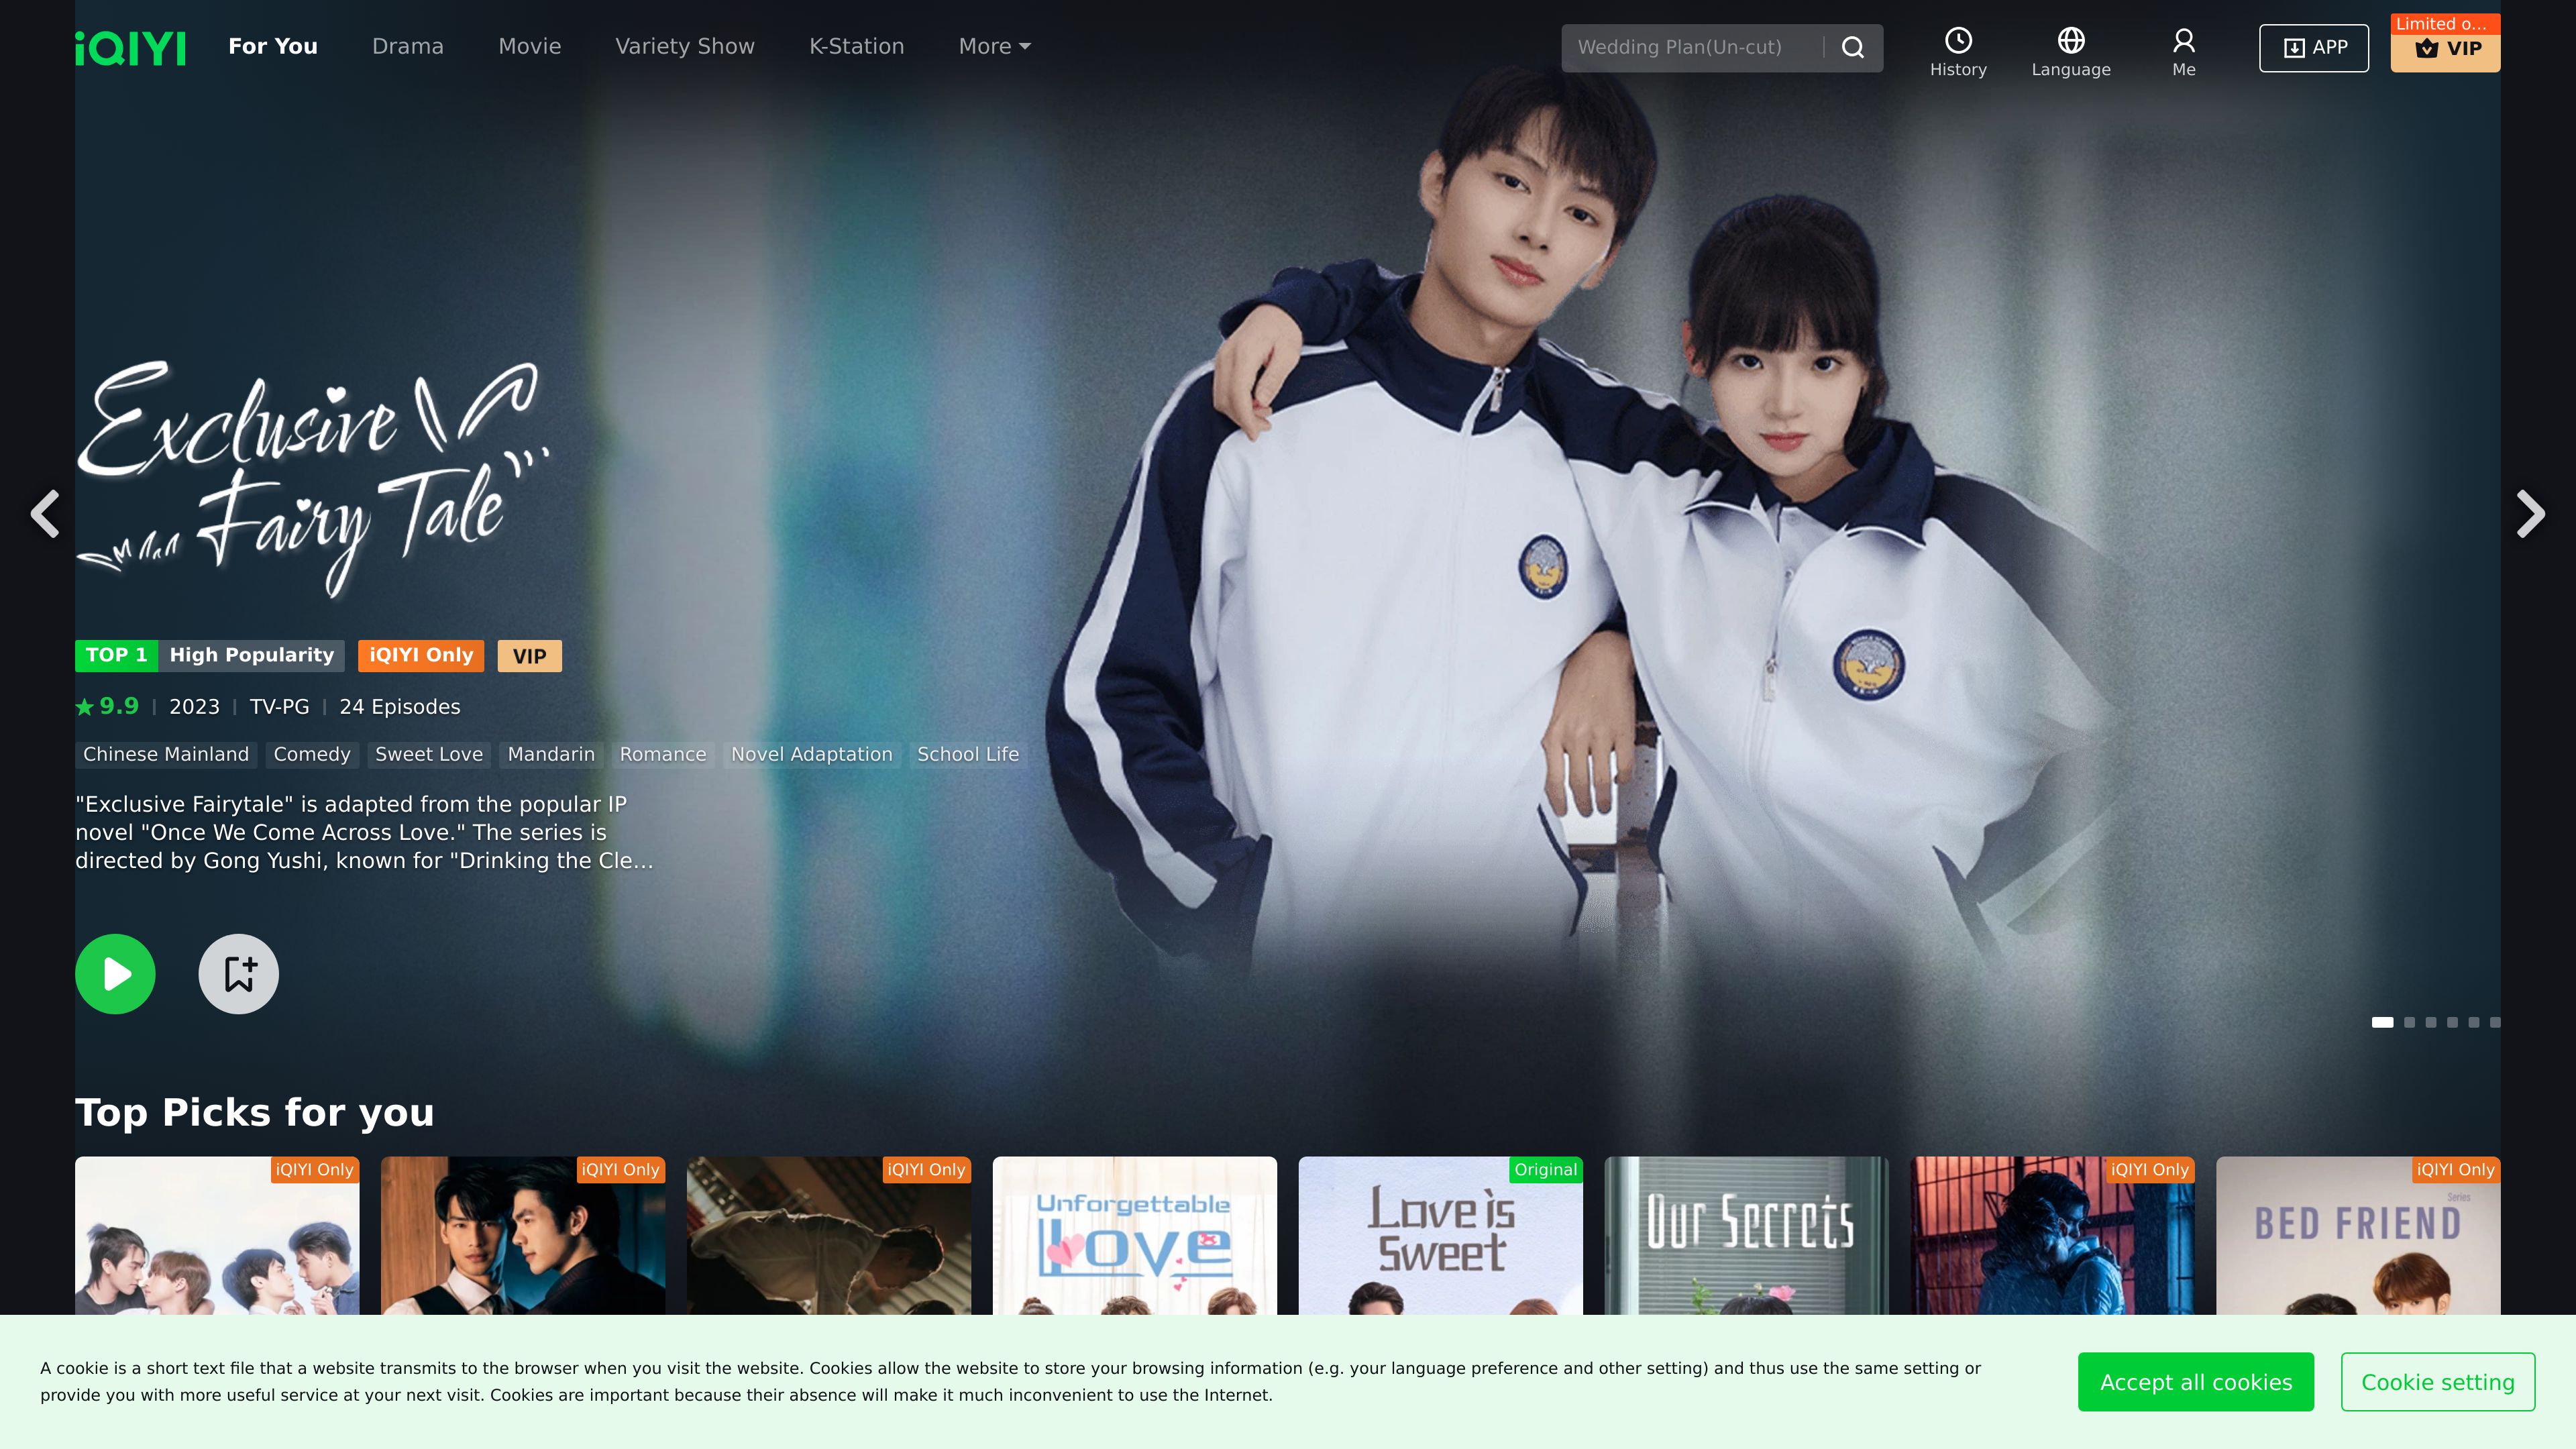 iQIYI
For You
Drama
Movie
Variety Show
K-Station
More
Wedding Plan(Un-cut)
History
Language
Me
APP
Limited o...
VIP
Exclusive
Fairy Tale
TOP 1 High Popularity
iQIYI Only
VIP
9.9 | 2023 | TV-PG | 24 Episodes
Chinese Mainland
Comedy
Sweet Love
Mandarin
Romance
Novel Adaptation
School Life
"Exclusive Fairytale" is adapted from the popular IP
novel "Once We Come Across Love." The series is
directed by Gong Yushi, known for "Drinking the Cle...
Top Picks for you
iQIYI Only
iQIYI Only
iQIYI Only
Unforgettable
Love
Original
Love is
Sweet
Our Secrets
iQIYI Only
iQIYI Only
Series
BED FRIEND
A cookie is a short text file that a website transmits to the browser when you visit the website. Cookies allow the website to store your browsing information (e.g. your language preference and other setting) and thus use the same setting or
provide you with more useful service at your next visit. Cookies are important because their absence will make it much inconvenient to use the Internet.
Accept all cookies
Cookie setting